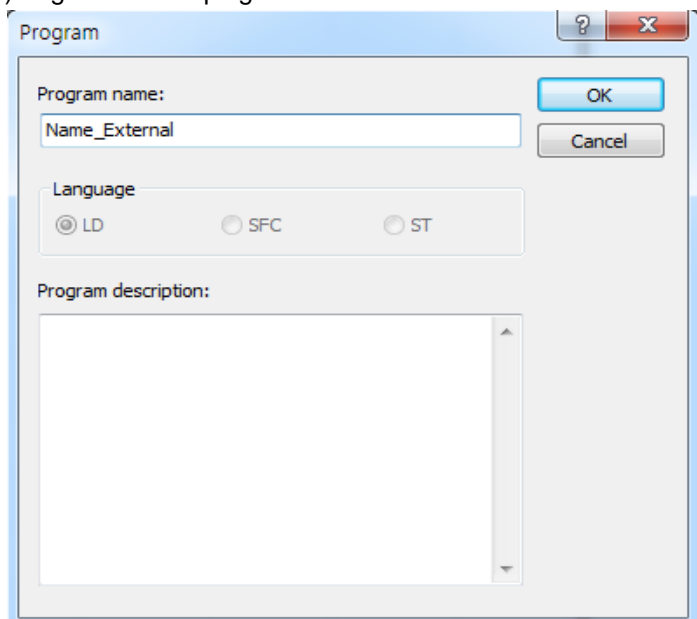 Program
?
X
Program name:
OK
Name_External
Cancel
Language
LD SFC ST
Program description: